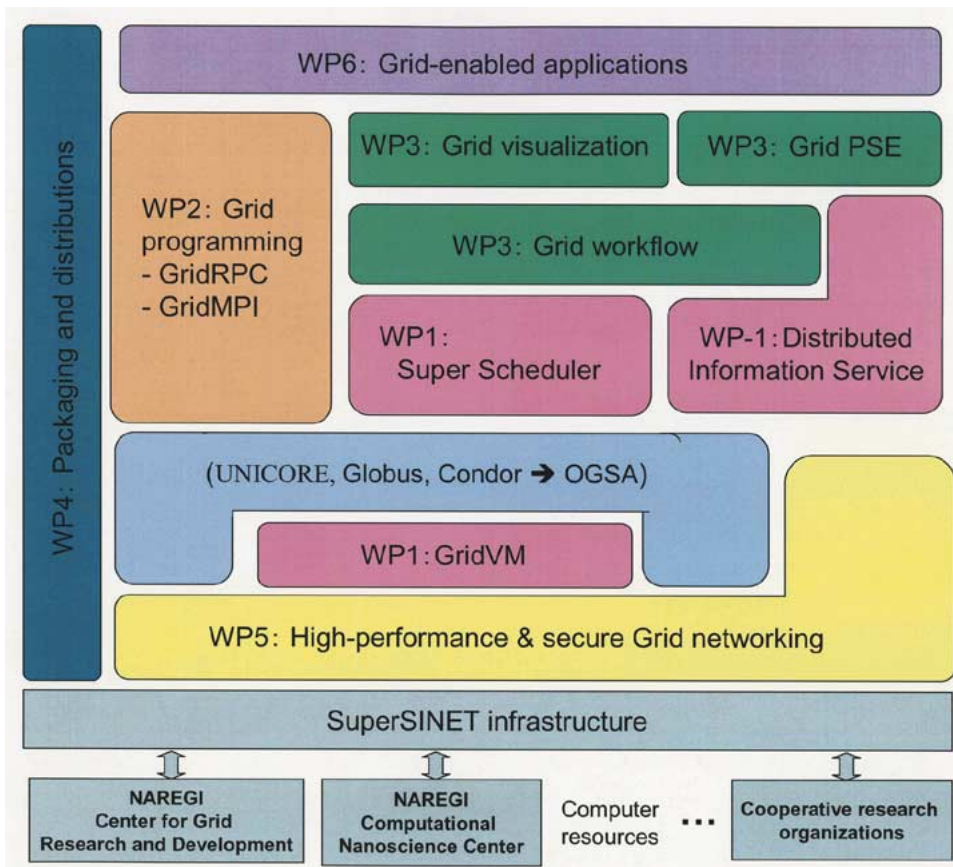 WP4: Packaging and distributions
WP6: Grid-enabled applications
WP2: Grid
programming
- GridRPC
- GridMPI
WP3: Grid visualization
WP3: Grid PSE
WP3: Grid workflow
WP1:
Super Scheduler
WP-1: Distributed
Information Service
(UNICORE, Globus, Condor ➔ OGSA)
WP1: GridVM
WP5: High-performance & secure Grid networking
SuperSINET infrastructure
NAREGI
Center for Grid
Research and Development
NAREGI
Computational
Nanoscience Center
Computer
resources
...
Cooperative research
organizations